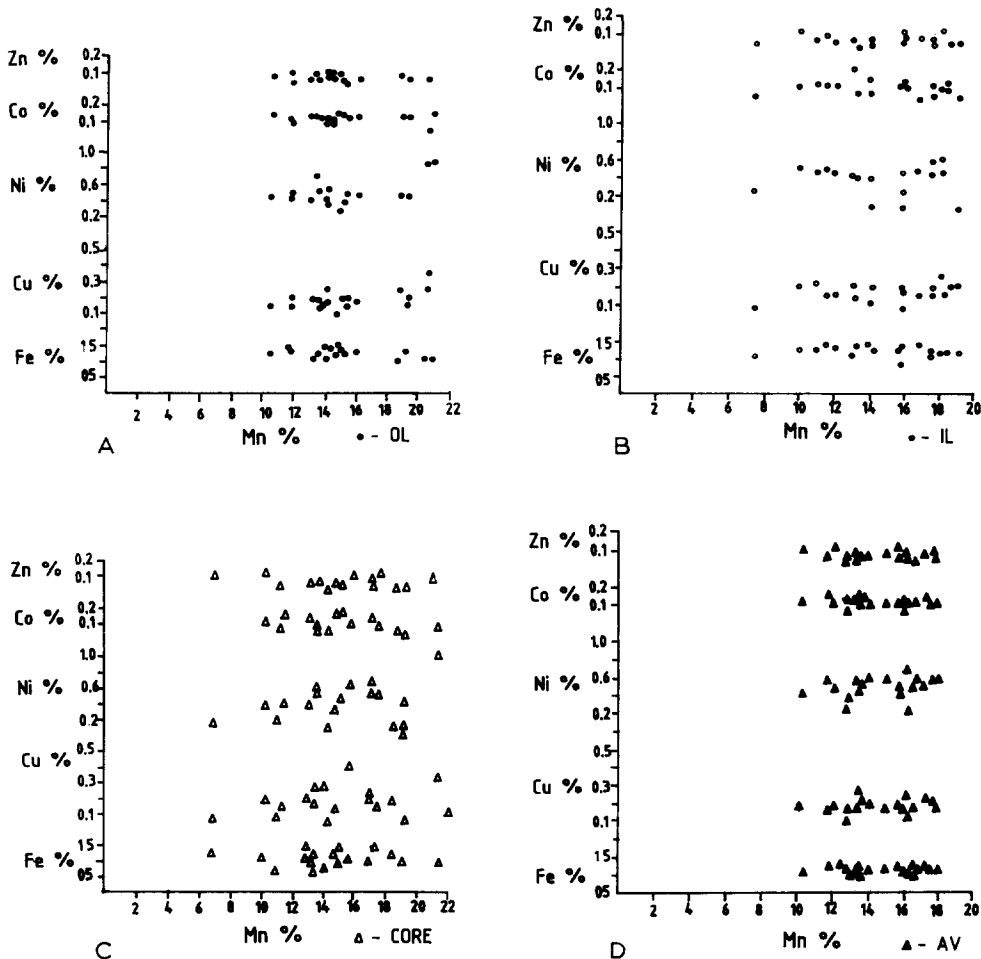 Zn % 0.2
0.1
Co % 0.2
0.1
1.0
Ni % 0.6
0.2
0.5
Cu % 0.3
0.1
Fe % 1.5
05
2 4 6 8 10 12 14 16 18 20 22
Mn % ● - OL
A
Zn % 0.2
0.1
Co % 0.2
0.1
1.0
Ni % 0.6
0.2
0.5
Cu % 0.3
0.1
Fe % 1.5
05
2 4 6 8 10 12 14 16 18 20
Mn % ● - IL
B
Zn % 0.2
0.1
Co % 0.2
0.1
1.0
Ni % 0.6
0.2
Cu % 0.5
0.3
0.1
Fe % 1.5
05
2 4 6 8 10 12 14 16 18 20 22
Mn % △ - CORE
C
Zn % 0.2
0.1
Co % 0.2
0.1
1.0
Ni % 0.6
0.2
0.5
Cu % 0.3
0.1
Fe % 1.5
05
2 4 6 8 10 12 14 16 18 20
Mn % ▲ - AV
D